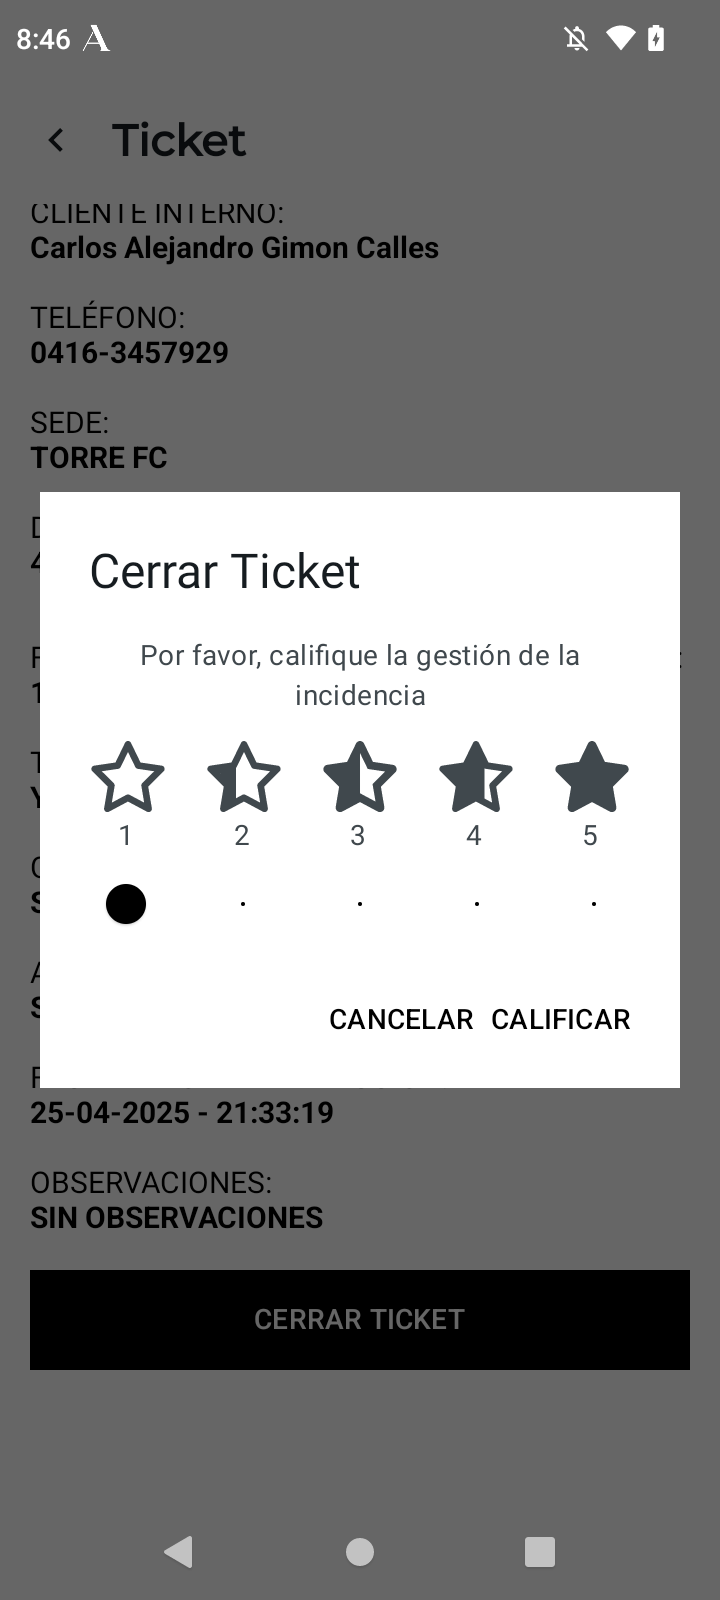 8:46
Ticket
CLIENTE INTERNO:
Carlos Alejandro Gimon Calles
TELÉFONO:
0416-3457929
SEDE:
TORRE FC
Cerrar Ticket
Por favor, califique la gestión de la
incidencia
1 2 3 4 5
CANCELAR CALIFICAR
25-04-2025 - 21:33:19
OBSERVACIONES:
SIN OBSERVACIONES
CERRAR TICKET